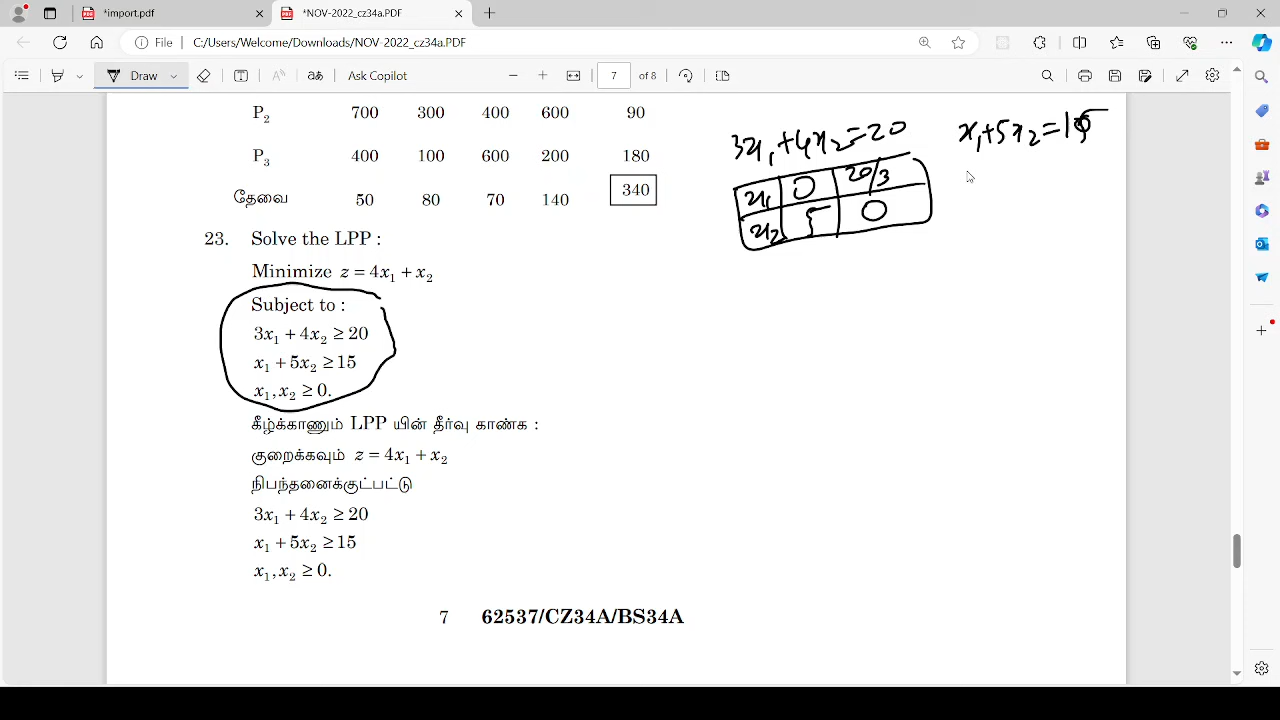 *import.pdf
*NOV-2022_cz34a.PDF
File C:/Users/Welcome/Downloads/NOV-2022_cz34a.PDF
Draw
Ask Copilot
7 of 8
P₂ 700 300 400 600 90
P₃ 400 100 600 200 180
தேவை 50 80 70 140 340
3x₁+4x₂=20
x₁ 0 20/3
x₂ 5 0
x₁+5x₂=15
23. Solve the LPP :
Minimize z = 4x₁ + x₂
Subject to :
3x₁ + 4x₂ ≥ 20
x₁ + 5x₂ ≥ 15
x₁, x₂ ≥ 0.
கீழ்க்காணும் LPP யின் தீர்வு காண்க :
குறைக்கவும் z = 4x₁ + x₂
நிபந்தனைக்குட்பட்டு
3x₁ + 4x₂ ≥ 20
x₁ + 5x₂ ≥ 15
x₁, x₂ ≥ 0.
7 62537/CZ34A/BS34A